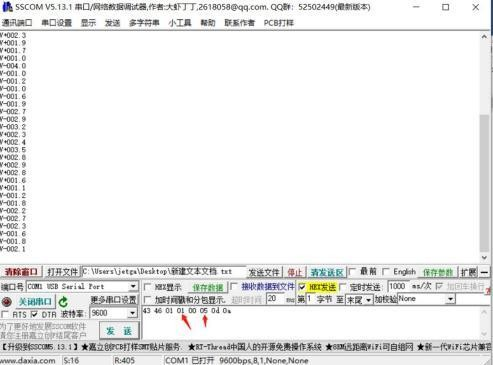 SSCOM V5.13.1 串口/网络数据调试器,作者:大虾丁丁,2618058@qq.com. QQ群: 52502449(最新版本)
通讯端口 串口设置 显示 发送 多字符串 小工具 帮助 联系作者 PCB打样
V+002.3
V+001.9
V+001.7
V+001.0
V-004.0
V-001.0
V-001.2
V-001.0
V-001.6
V-001.9
V-002.7
V+002.9
V-003.2
V+002.3
V+002.4
V+003.5
V+002.8
V+002.9
V+002.8
V+001.6
V+001.1
V+001.2
V+001.8
V-002.2
V-002.7
V-002.3
V-001.6
V-001.8
V-002.1
清除窗口 打开文件 C:\Users\jetga\Desktop\新建文本文档.txt 发送文件 停止 清发送区 最前 English 保存参数 扩展
端口号 COM1 USB Serial Port HEX显示 保存数据 接收数据到文件 HEX发送 定时发送: 1000 ms/次 加回车换行
关闭串口 更多串口设置 加时间戳和分包显示, 超时时间: 20 ms 第1 字节 至 末尾 加校验 None
RTS DTR 波特率: 9600
43 46 01 01 00 05 0d 0a
为了更好地发展SSCOM软件
请您注册嘉立创结尾客户
发 送
【升级到SSCOM5.13.1】★嘉立创PCB打样SMT贴片服务. ★RT-Thread中国人的开源免费操作系统 ★8KM远距离WiFi可自组网 ★新一代WiFi芯片兼容
www.daxia.com S:16 R:405 COM1 已打开 9600bps,8,1,None,None